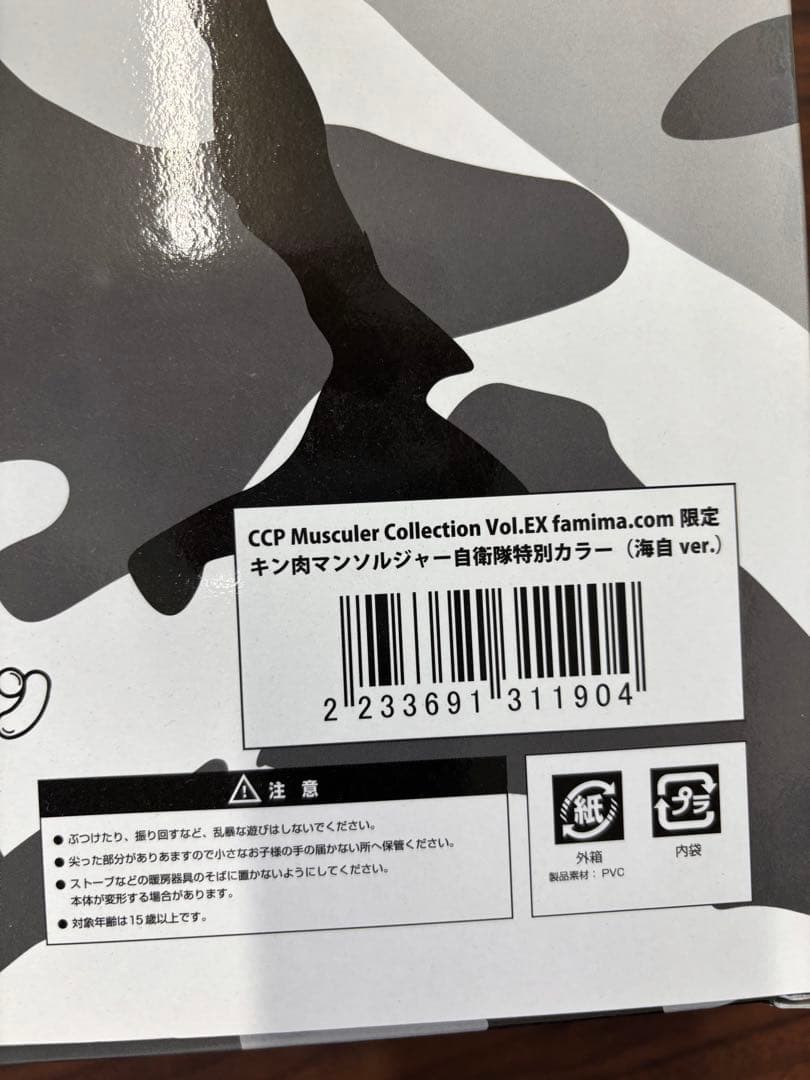 CCP Musculer Collection Vol.EX famima.com 限定
キン肉マンソルジャー自衛隊特別カラー（海自 ver.）
2 233691 311904
注 意
● ぶつけたり、振り回すなど、乱暴な遊びはしないでください。
● 尖った部分がありあますので小さなお子様の手の届かない所へ保管ください。
● ストーブなどの暖房器具のそばに置かないようにしてください。
本体が変形する場合があります。
● 対象年齢は15歳以上です。
紙
外箱
製品素材：PVC
プラ
内袋